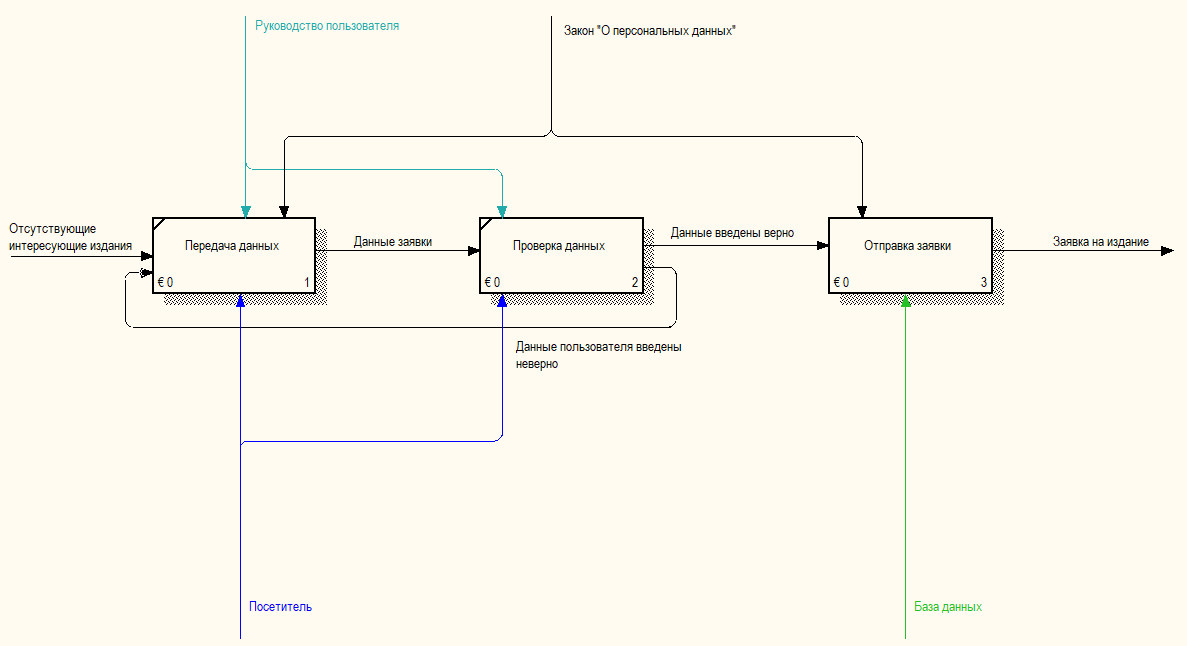 Руководство пользователя
Закон "О персональных данных"
Отсутствующие
интересующие издания
Передача данных
€ 0
1
Данные заявки
Проверка данных
€ 0
2
Данные введены верно
Отправка заявки
€ 0
3
Заявка на издание
Данные пользователя введены
неверно
Посетитель
База данных